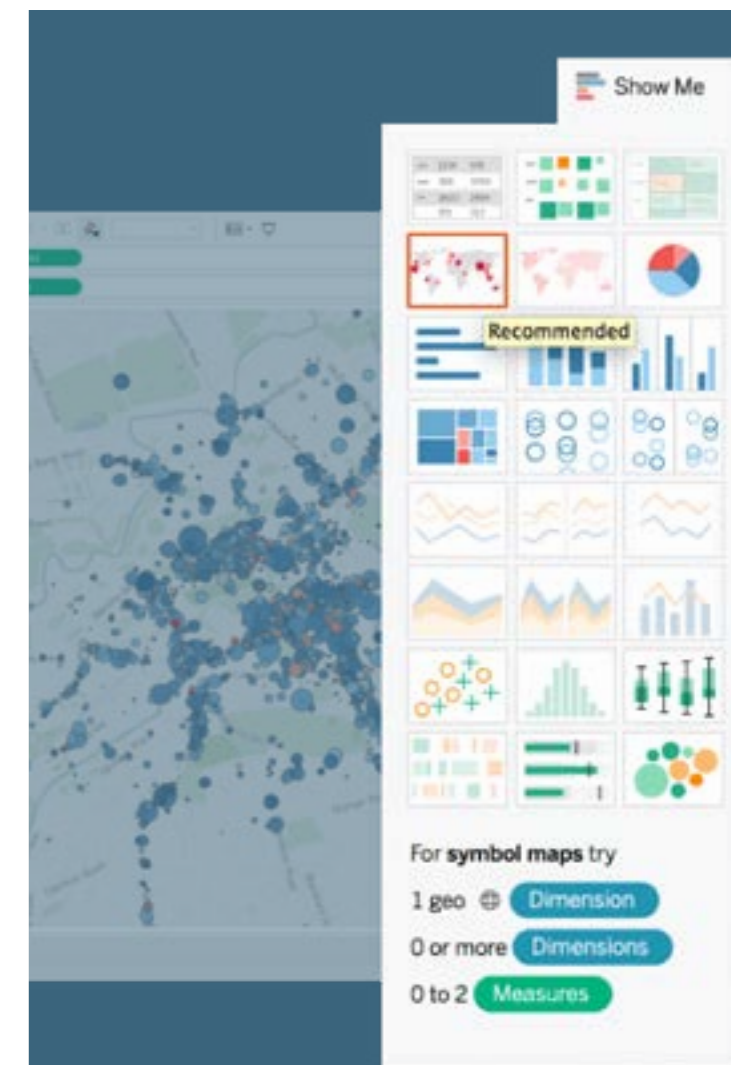 Show Me
Recommended
For symbol maps try
1 geo Dimension
0 or more Dimensions
0 to 2 Measures